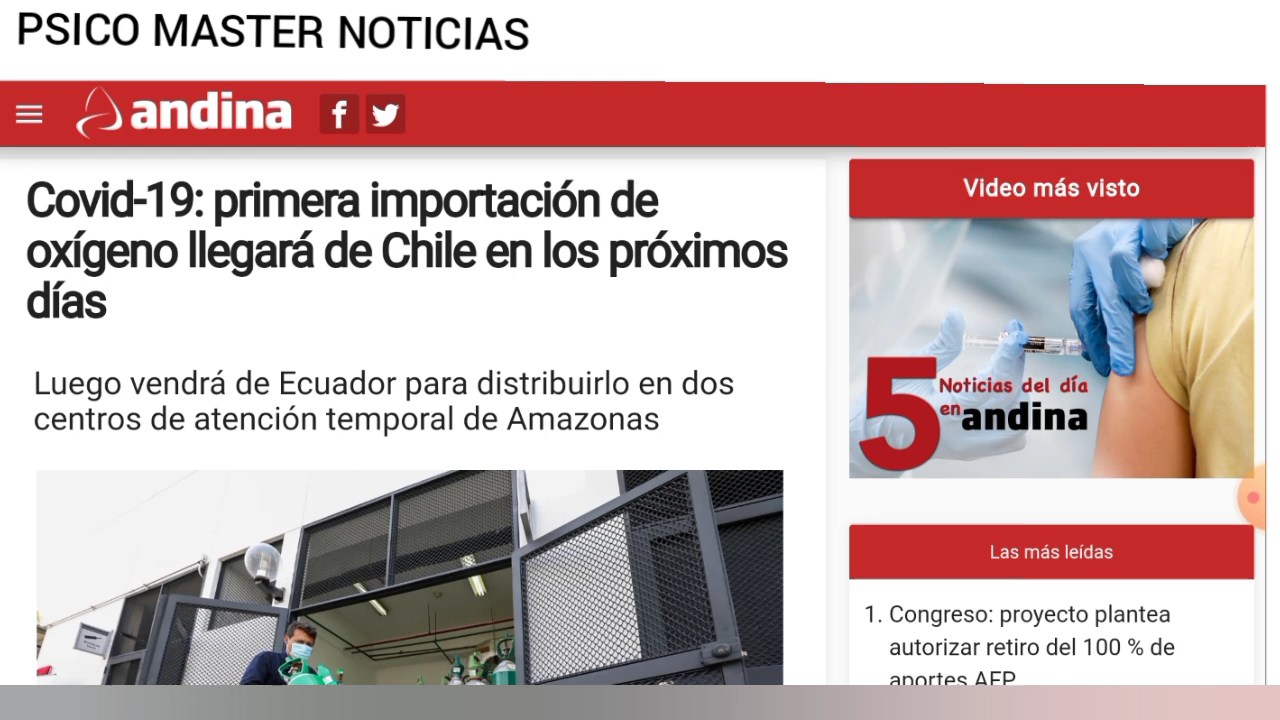 PSICO MASTER NOTICIAS
andina
Covid-19: primera importación de
oxígeno llegará de Chile en los próximos
días
Luego vendrá de Ecuador para distribuirlo en dos
centros de atención temporal de Amazonas
Video más visto
5 Noticias del día
en andina
Las más leídas
1. Congreso: proyecto plantea
autorizar retiro del 100 % de
aportes AFP